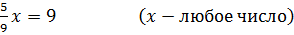 5/9 x = 9 (x − любое число)